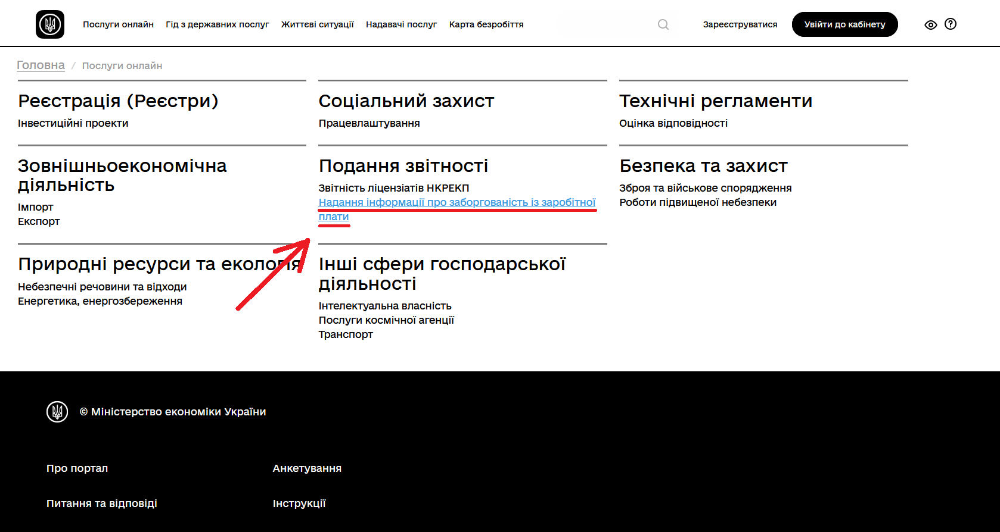 Послуги онлайн Гід з державних послуг Життєві ситуації Надавачі послуг Карта безробіття Зареєструватися Увійти до кабінету
Головна / Послуги онлайн
Реєстрація (Реєстри)
Інвестиційні проекти
Соціальний захист
Працевлаштування
Технічні регламенти
Оцінка відповідності
Зовнішньоекономічна
діяльність
Імпорт
Експорт
Подання звітності
Звітність ліцензіатів НКРЕКП
Надання інформації про заборгованість із заробітної
плати
Безпека та захист
Зброя та військове спорядження
Роботи підвищеної небезпеки
Природні ресурси та екологія
Небезпечні речовини та відходи
Енергетика, енергозбереження
Інші сфери господарської
діяльності
Інтелектуальна власність
Послуги космічної агенції
Транспорт
© Міністерство економіки України
Про портал
Анкетування
Питання та відповіді
Інструкції